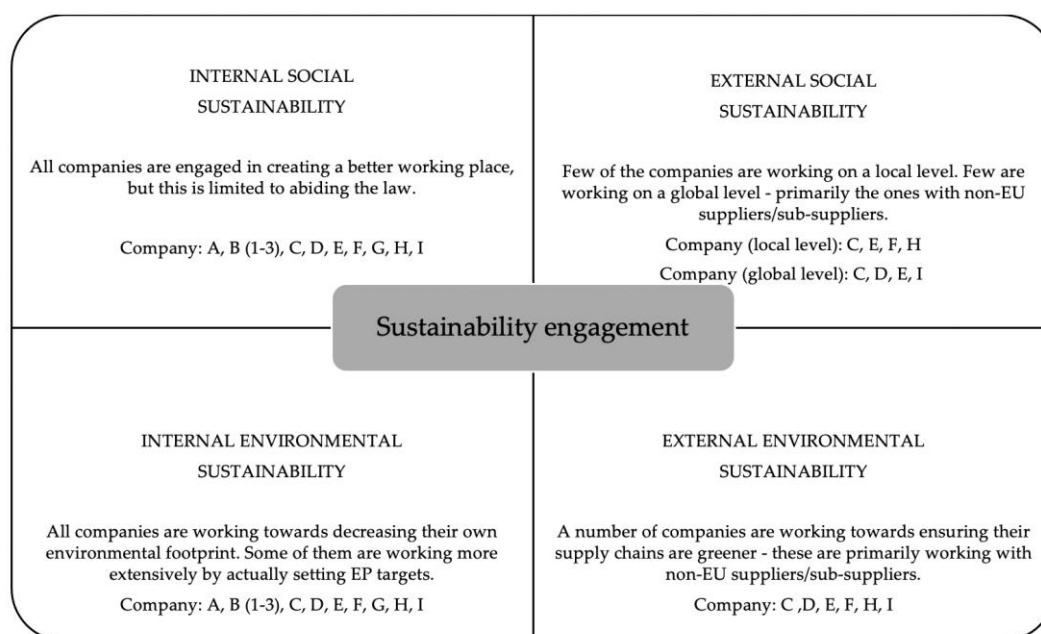 INTERNAL SOCIAL
SUSTAINABILITY
All companies are engaged in creating a better working place,
but this is limited to abiding the law.
Company: A, B (1-3), C, D, E, F, G, H, I
EXTERNAL SOCIAL
SUSTAINABILITY
Few of the companies are working on a local level. Few are
working on a global level - primarily the ones with non-EU
suppliers/sub-suppliers.
Company (local level): C, E, F, H
Company (global level): C, D, E, I
Sustainability engagement
INTERNAL ENVIRONMENTAL
SUSTAINABILITY
All companies are working towards decreasing their own
environmental footprint. Some of them are working more
extensively by actually setting EP targets.
Company: A, B (1-3), C, D, E, F, G, H, I
EXTERNAL ENVIRONMENTAL
SUSTAINABILITY
A number of companies are working towards ensuring their
supply chains are greener - these are primarily working with
non-EU suppliers/sub-suppliers.
Company: C ,D, E, F, H, I